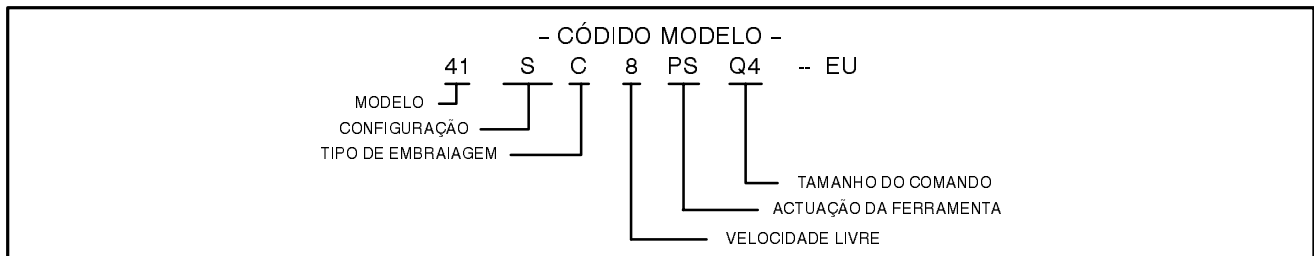 – CÓDIDO MODELO –
41 S C 8 PS Q4 -- EU
MODELO
CONFIGURAÇÃO
TIPO DE EMBRAIAGEM
TAMANHO DO COMANDO
ACTUAÇÃO DA FERRAMENTA
VELOCIDADE LIVRE